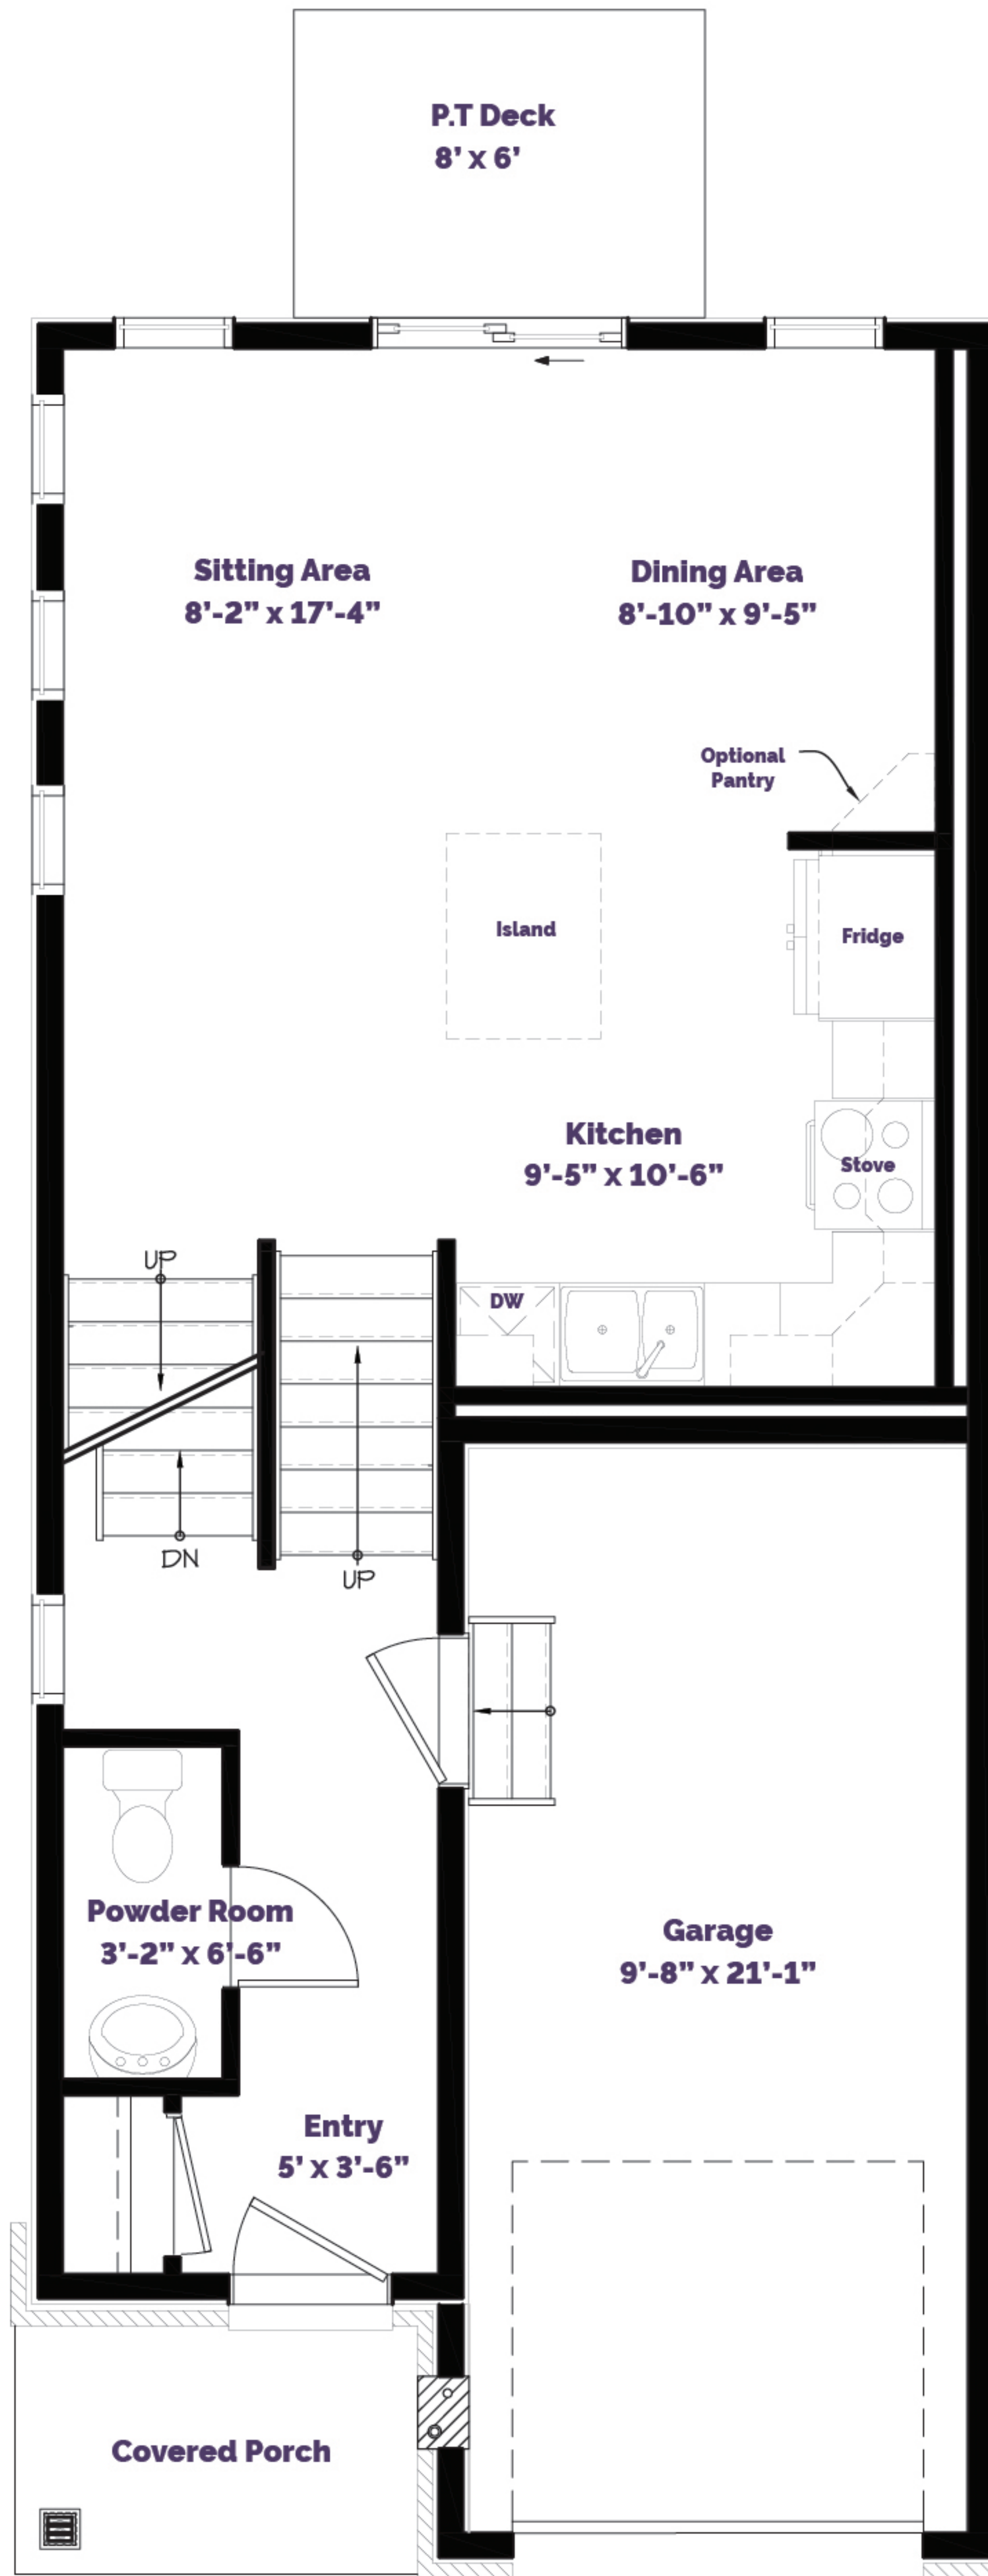 P.T Deck
8’ x 6’
Sitting Area
8’-2” x 17’-4”
Dining Area
8’-10” x 9’-5”
Optional
Pantry
Island
Fridge
Kitchen
9’-5” x 10’-6”
Stove
UP
DW
DN
UP
Powder Room
3’-2” x 6’-6”
Garage
9’-8” x 21’-1”
Entry
5’ x 3’-6”
Covered Porch